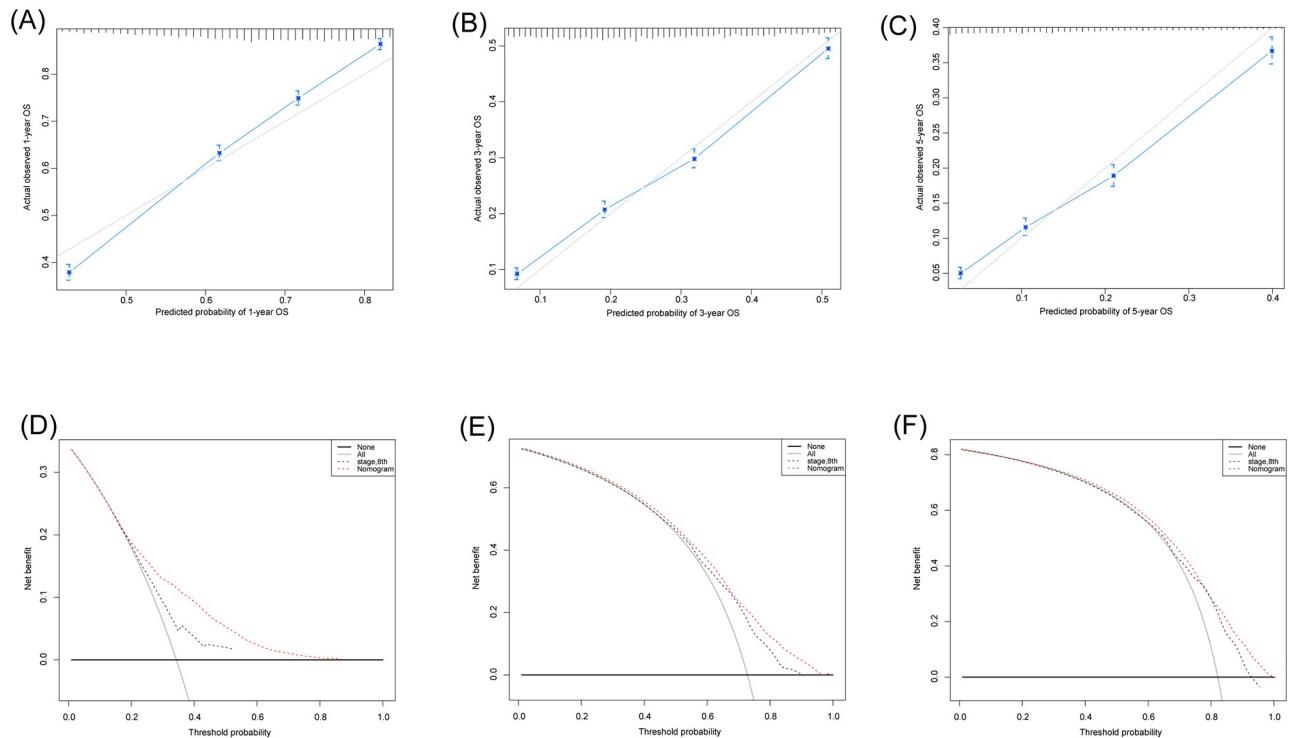 (A)
Actual observed 1-year OS
0.8
0.7
0.6
0.5
0.4
0.5 0.6 0.7 0.8
Predicted probability of 1-year OS
(B)
Actual observed 3-year OS
0.5
0.4
0.3
0.2
0.1
0.1 0.2 0.3 0.4 0.5
Predicted probability of 3-year OS
(C)
Actual observed 5-year OS
0.40
0.35
0.30
0.25
0.20
0.15
0.10
0.05
0.1 0.2 0.3 0.4
Predicted probability of 5-year OS
(D)
None
All
stage,8th
Nomogram
Net benefit
0.3
0.2
0.1
0.0
0.0 0.2 0.4 0.6 0.8 1.0
Threshold probability
(E)
None
All
stage,8th
Nomogram
Net benefit
0.6
0.4
0.2
0.0
0.0 0.2 0.4 0.6 0.8 1.0
Threshold probability
(F)
None
All
stage,8th
Nomogram
Net benefit
0.8
0.6
0.4
0.2
0.0
0.0 0.2 0.4 0.6 0.8 1.0
Threshold probability